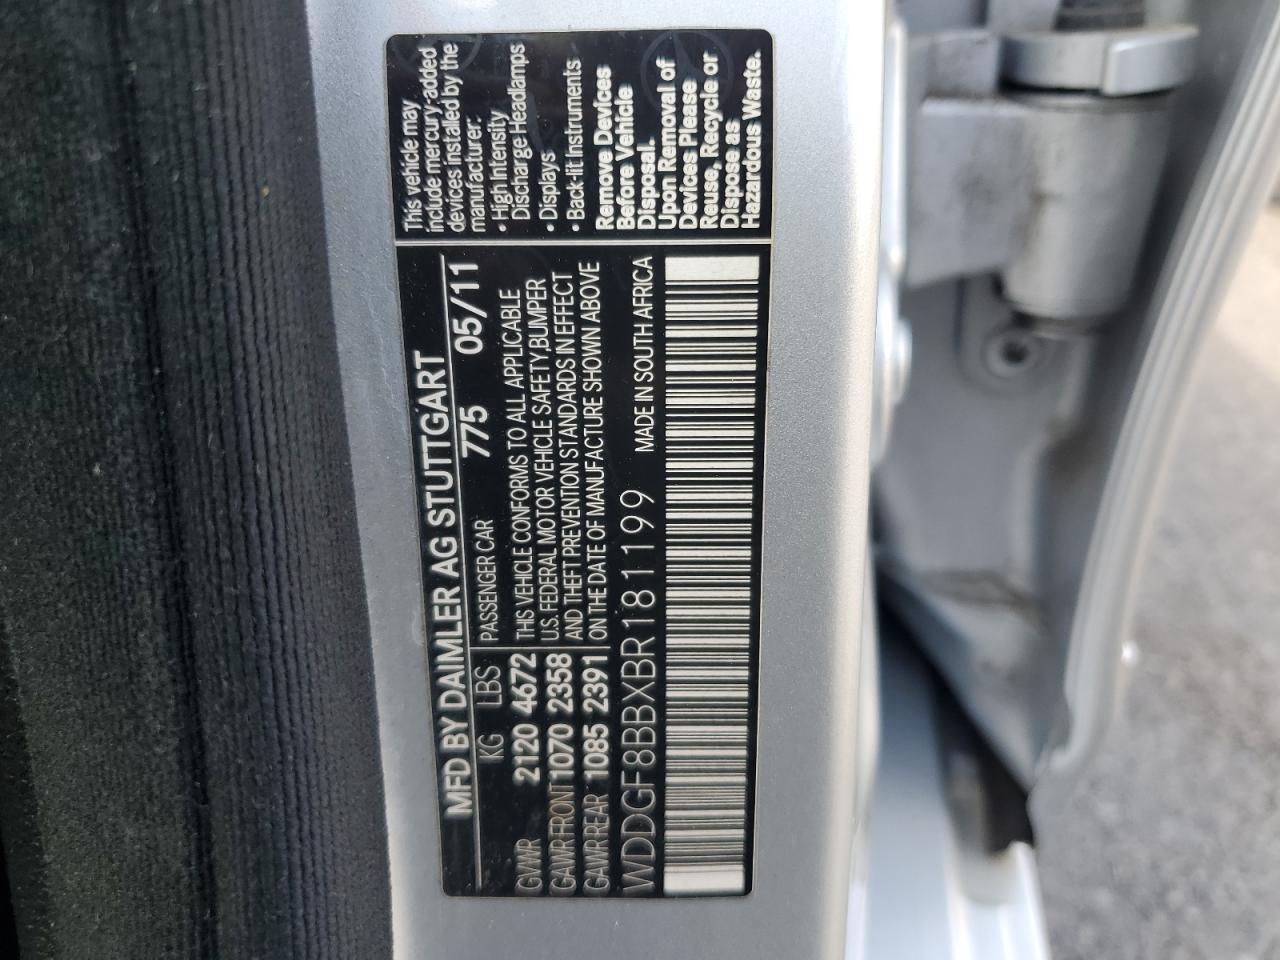 MFD BY DAIMLER AG STUTTGART
KG LBS PASSENGER CAR 775 05/11
GVWR 2120 4672 THIS VEHICLE CONFORMS TO ALL APPLICABLE
GAWR FRONT 1070 2358 U.S. FEDERAL MOTOR VEHICLE SAFETY, BUMPER
GAWR REAR 1085 2391 AND THEFT PREVENTION STANDARDS IN EFFECT
ON THE DATE OF MANUFACTURE SHOWN ABOVE
WDDGF8BBXBR181199 MADE IN SOUTH AFRICA
This vehicle may
include mercury-added
devices installed by the
manufacturer:
• High Intensity
Discharge Headlamps
• Displays
• Back-lit Instruments
Remove Devices
Before Vehicle
Disposal.
Upon Removal of
Devices Please
Reuse, Recycle or
Dispose as
Hazardous Waste.